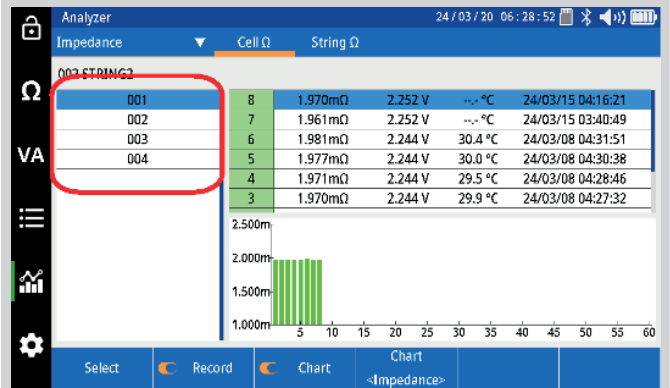 Analyzer 24/03/20 06:28:52
Impedance ▼ Cell Ω String Ω
003 STRING2
Ω
VA
001
002
003
004
8 1.970mΩ 2.252 V --.- °C 24/03/15 04:16:21
7 1.961mΩ 2.252 V --.- °C 24/03/15 03:40:49
6 1.981mΩ 2.244 V 30.4 °C 24/03/08 04:31:51
5 1.977mΩ 2.244 V 30.0 °C 24/03/08 04:30:38
4 1.971mΩ 2.244 V 29.5 °C 24/03/08 04:28:46
3 1.970mΩ 2.244 V 29.9 °C 24/03/08 04:27:32
2.500m
2.000m
1.500m
1.000m
5 10 15 20 25 30 35 40 45 50 55 60
Select Record Chart Chart
<Impedance>